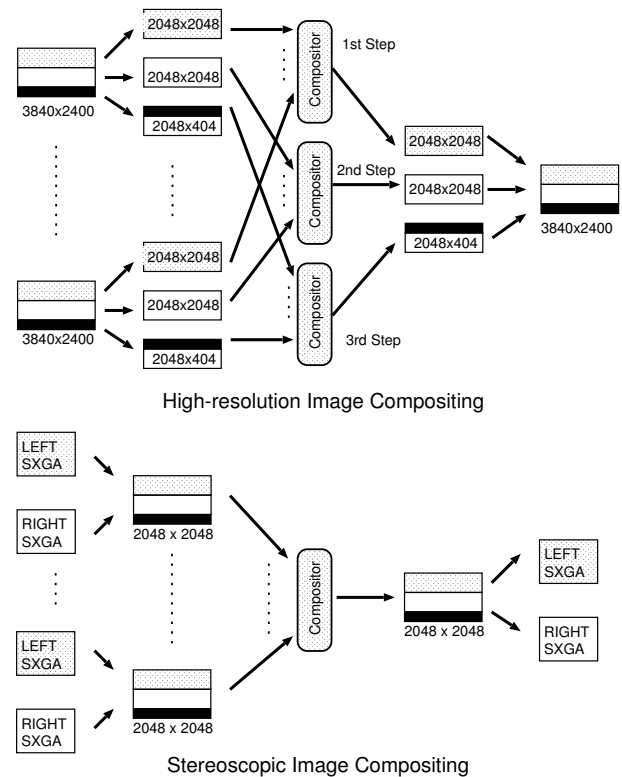 2048x2048
Compositor
1st Step
2048x2048
3840x2400
2048x404
2048x2048
Compositor
2nd Step
2048x2048
3840x2400
2048x404
2048x2048
2048x2048
Compositor
3rd Step
3840x2400
2048x404
High-resolution Image Compositing
LEFT
SXGA
RIGHT
SXGA
2048 x 2048
Compositor
LEFT
SXGA
2048 x 2048
RIGHT
SXGA
LEFT
SXGA
RIGHT
SXGA
2048 x 2048
Stereoscopic Image Compositing